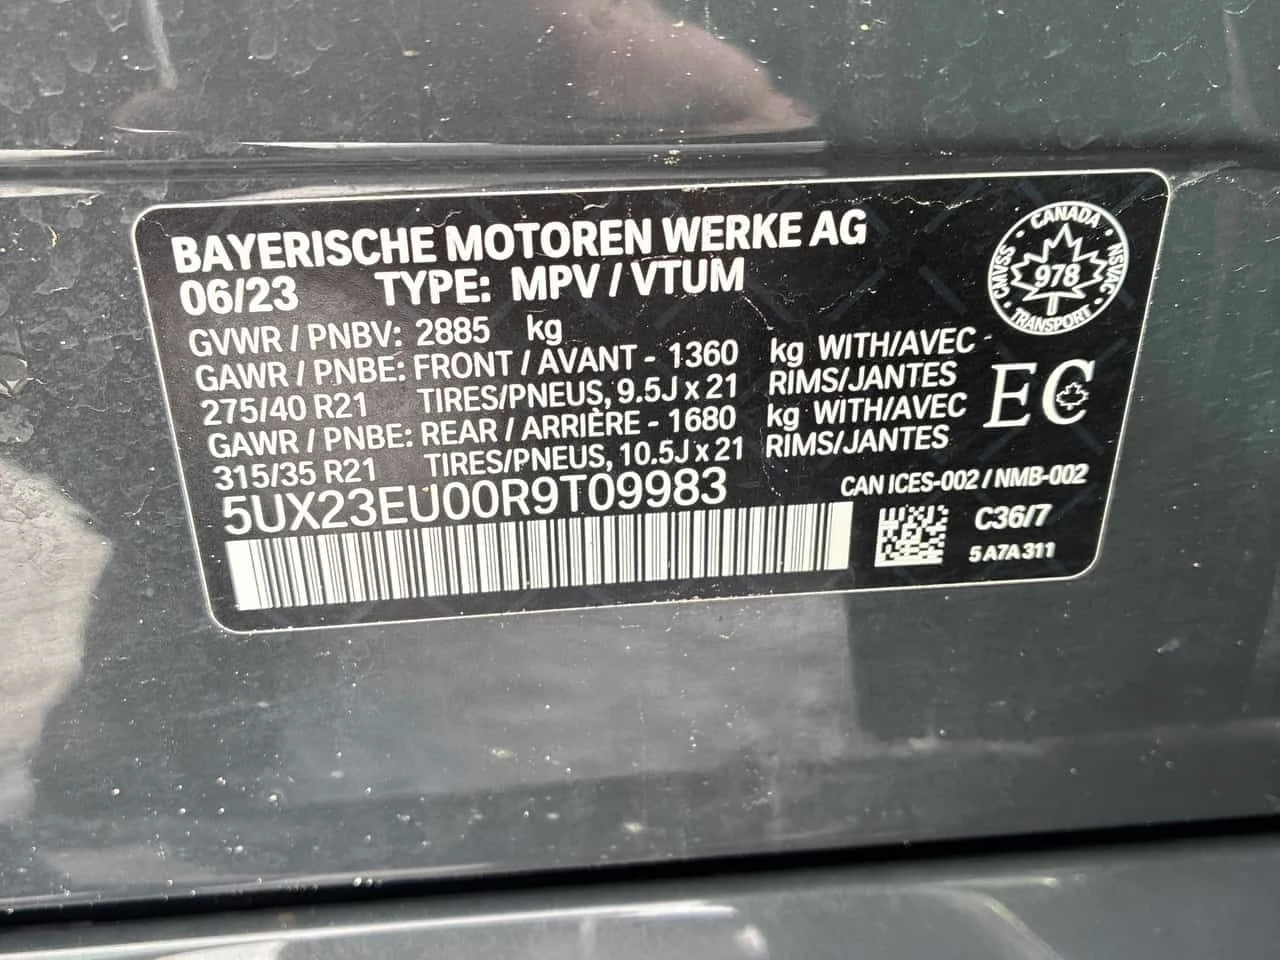 BAYERISCHE MOTOREN WERKE AG
06/23 TYPE: MPV / VTUM
GVWR / PNBV: 2885 kg
GAWR / PNBE: FRONT / AVANT - 1360 kg WITH/AVEC -
275/40 R21 TIRES/PNEUS, 9.5J x 21 RIMS/JANTES
GAWR / PNBE: REAR / ARRIÈRE - 1680 kg WITH/AVEC
315/35 R21 TIRES/PNEUS, 10.5J x 21 RIMS/JANTES
5UX23EU00R9T09983
CANADA
CMVSS
978
NSVAC
TRANSPORT
EC
CAN ICES-002 / NMB-002
C36/7
5 A7A 311